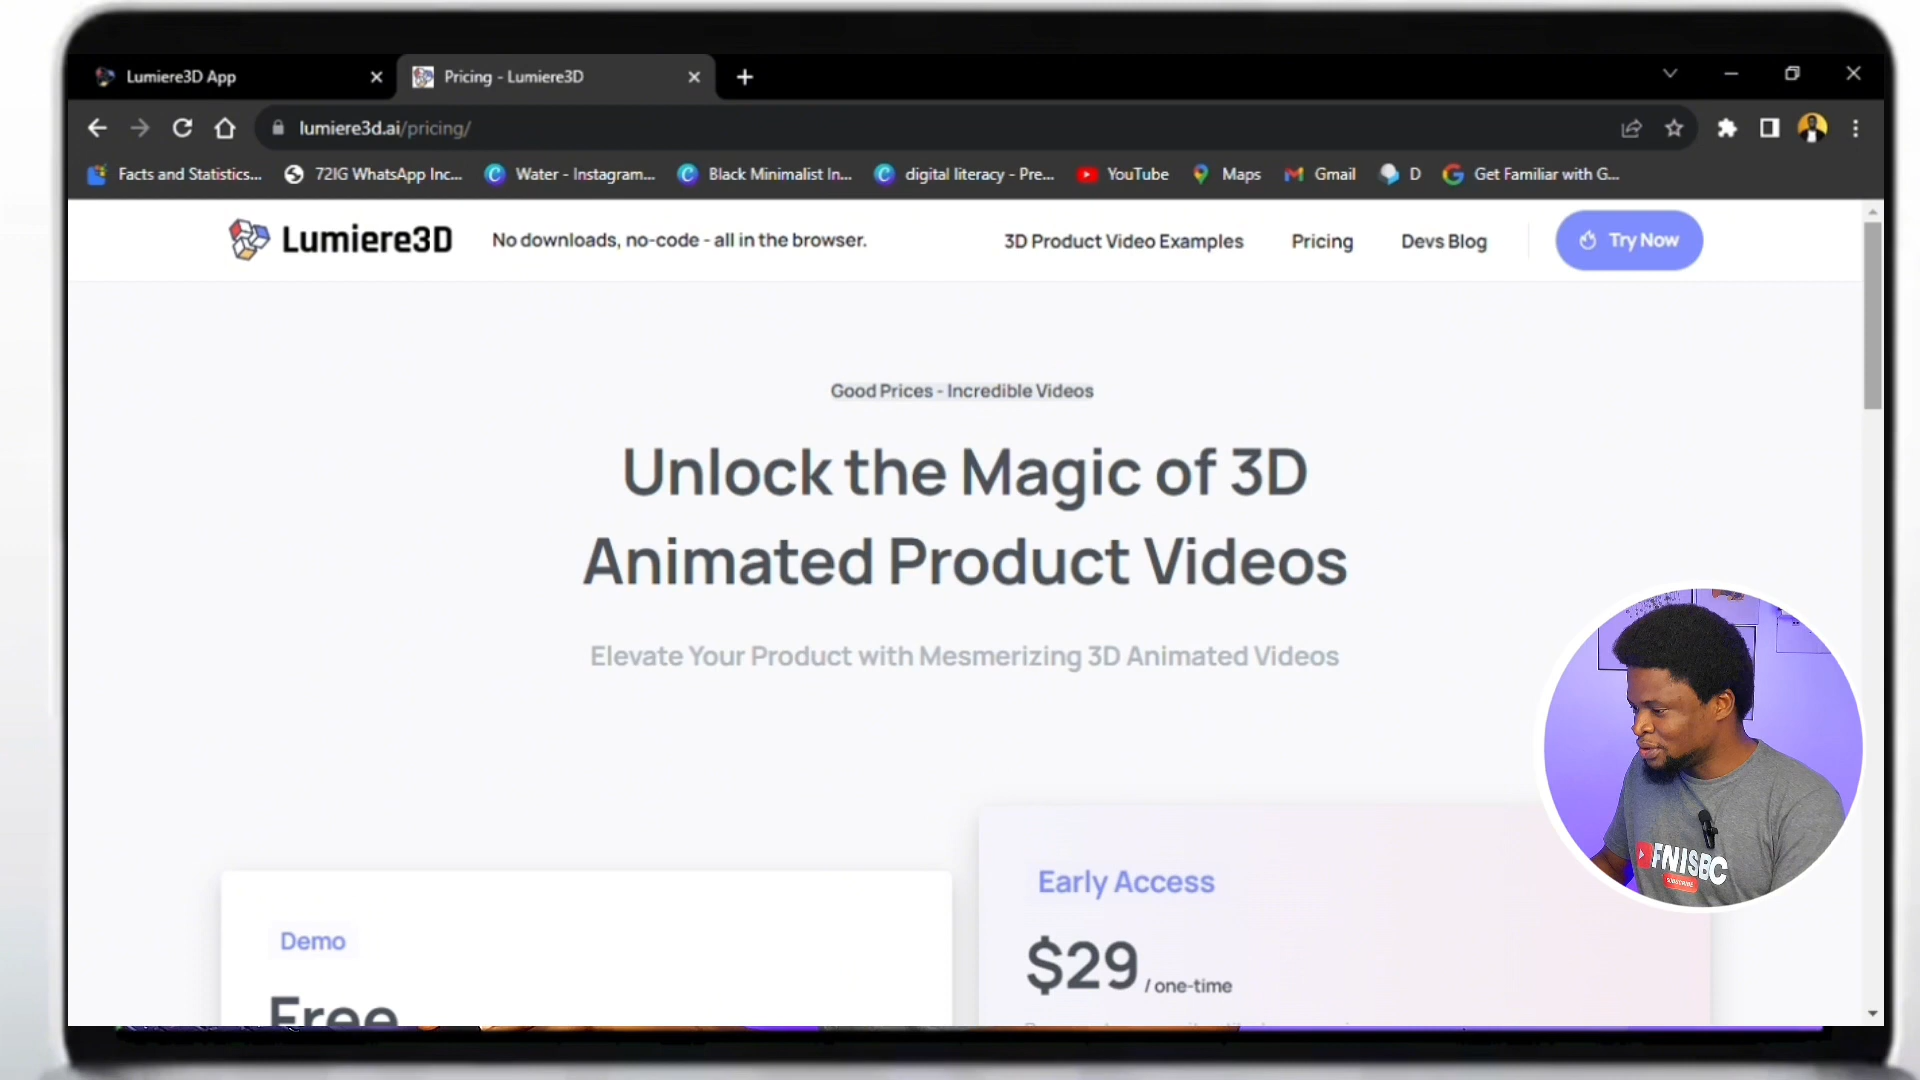 Lumiere3D App
Pricing - Lumiere3D
lumiere3d.ai/pricing/
Facts and Statistics...
72IG WhatsApp Inc...
Water - Instagram...
Black Minimalist In...
digital literacy - Pre...
YouTube
Maps
Gmail
D
Get Familiar with G...
Lumiere3D
No downloads, no-code - all in the browser.
3D Product Video Examples
Pricing
Devs Blog
Try Now
Good Prices - Incredible Videos
Unlock the Magic of 3D
Animated Product Videos
Elevate Your Product with Mesmerizing 3D Animated Videos
Early Access
$29 / one-time
Demo
Free
FNISBC
SUBSCRIBE